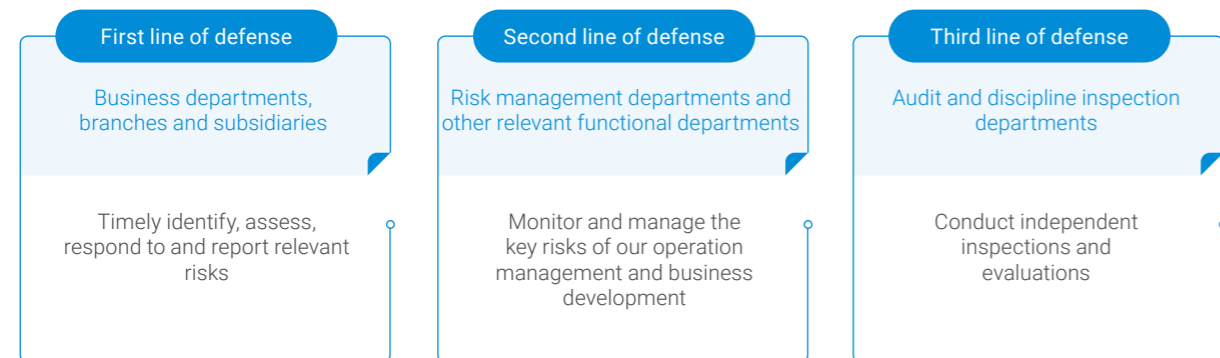 First line of defense
Business departments,
branches and subsidiaries
Timely identify, assess,
respond to and report relevant
risks
Second line of defense
Risk management departments and
other relevant functional departments
Monitor and manage the
key risks of our operation
management and business
development
Third line of defense
Audit and discipline inspection
departments
Conduct independent
inspections and
evaluations